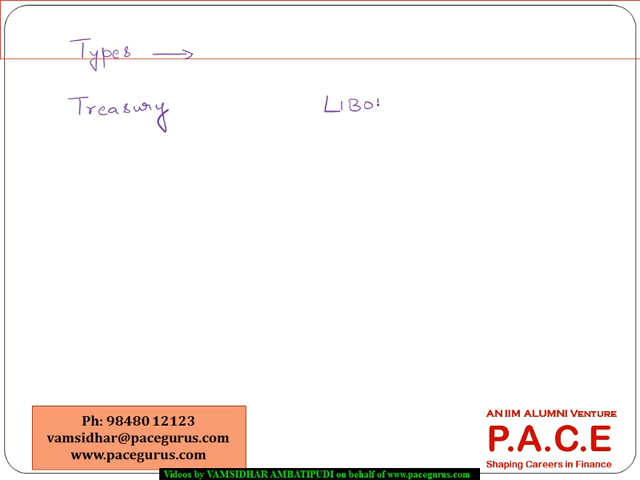 Types →
Treasury LIBO
Ph: 98480 12123
vamsidhar@pacegurus.com
www.pacegurus.com
AN IIM ALUMNI VENTURE
P.A.C.E
Shaping Careers in Finance
Videos by VAMSIDHAR AMBATIPUDI on behalf of www.pacegurus.com